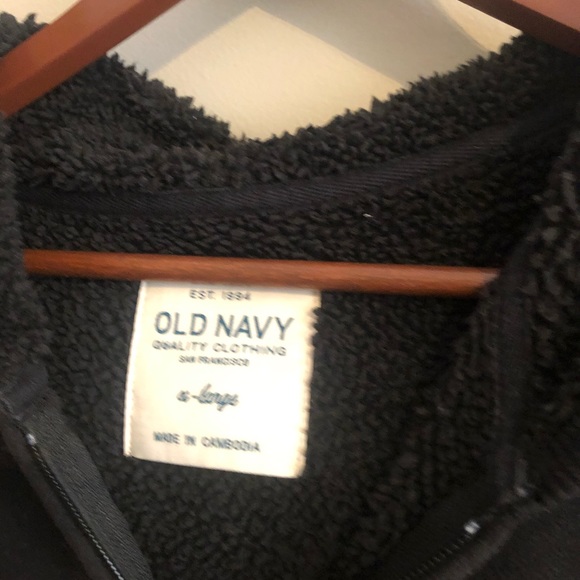 EST. 1994
OLD NAVY
QUALITY CLOTHING
SAN FRANCISCO
x-large
MADE IN CAMBODIA